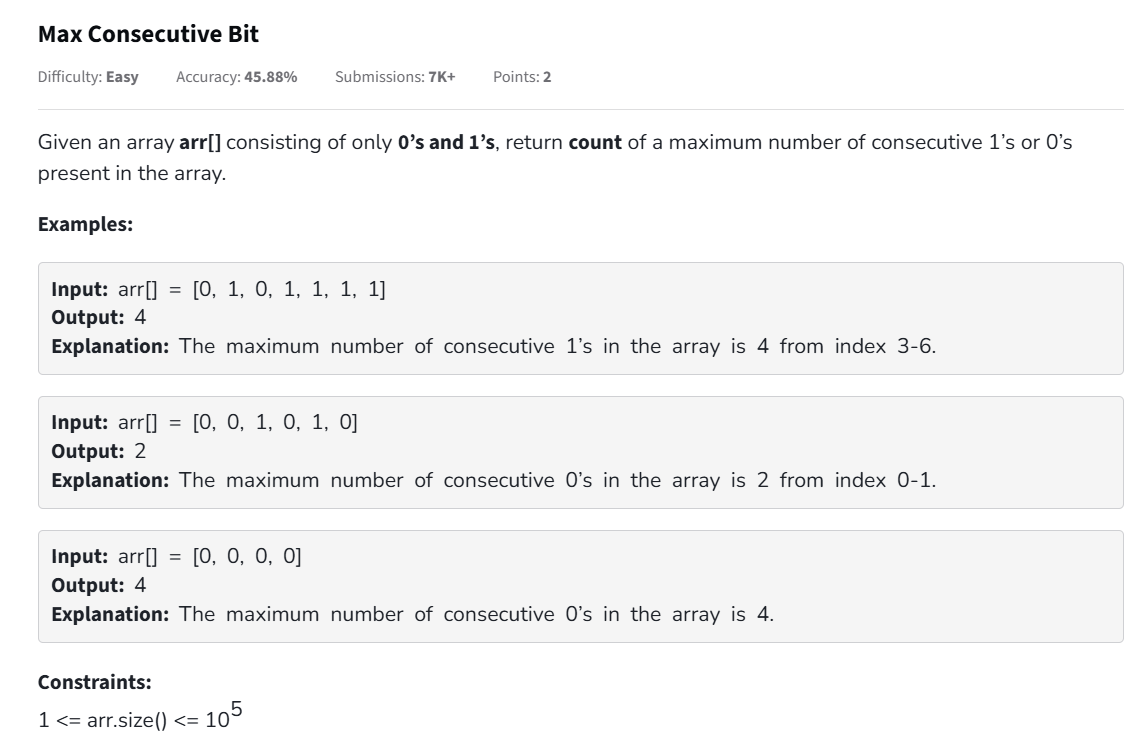 Max Consecutive Bit
Difficulty: Easy Accuracy: 45.88% Submissions: 7K+ Points: 2
Given an array arr[] consisting of only 0’s and 1’s, return count of a maximum number of consecutive 1’s or 0’s
present in the array.
Examples:
Input: arr[] = [0, 1, 0, 1, 1, 1, 1]
Output: 4
Explanation: The maximum number of consecutive 1’s in the array is 4 from index 3-6.
Input: arr[] = [0, 0, 1, 0, 1, 0]
Output: 2
Explanation: The maximum number of consecutive 0’s in the array is 2 from index 0-1.
Input: arr[] = [0, 0, 0, 0]
Output: 4
Explanation: The maximum number of consecutive 0’s in the array is 4.
Constraints:
1 <= arr.size() <= 10⁵